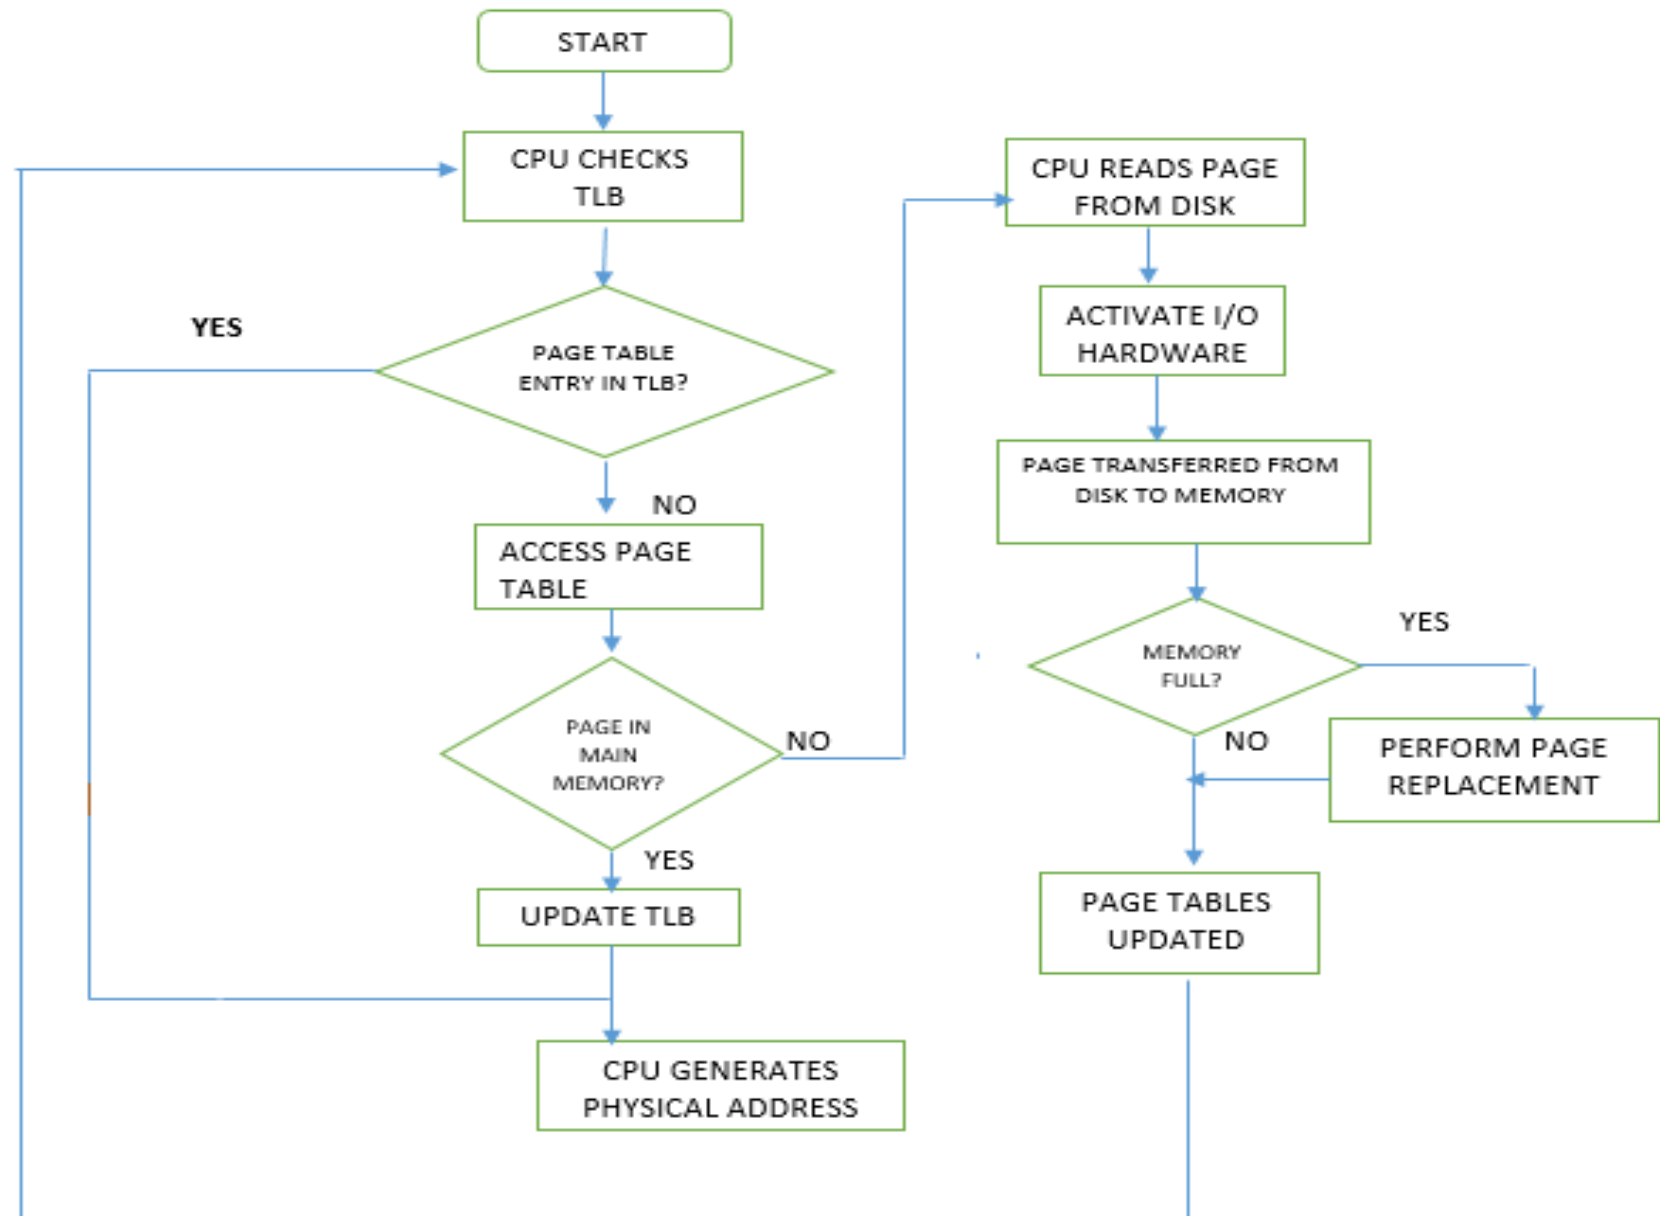 START
CPU CHECKS
TLB
YES
PAGE TABLE
ENTRY IN TLB?
NO
ACCESS PAGE
TABLE
PAGE IN
MAIN
MEMORY?
NO
YES
UPDATE TLB
CPU GENERATES
PHYSICAL ADDRESS
CPU READS PAGE
FROM DISK
ACTIVATE I/O
HARDWARE
PAGE TRANSFERRED FROM
DISK TO MEMORY
MEMORY
FULL?
YES
NO
PERFORM PAGE
REPLACEMENT
PAGE TABLES
UPDATED